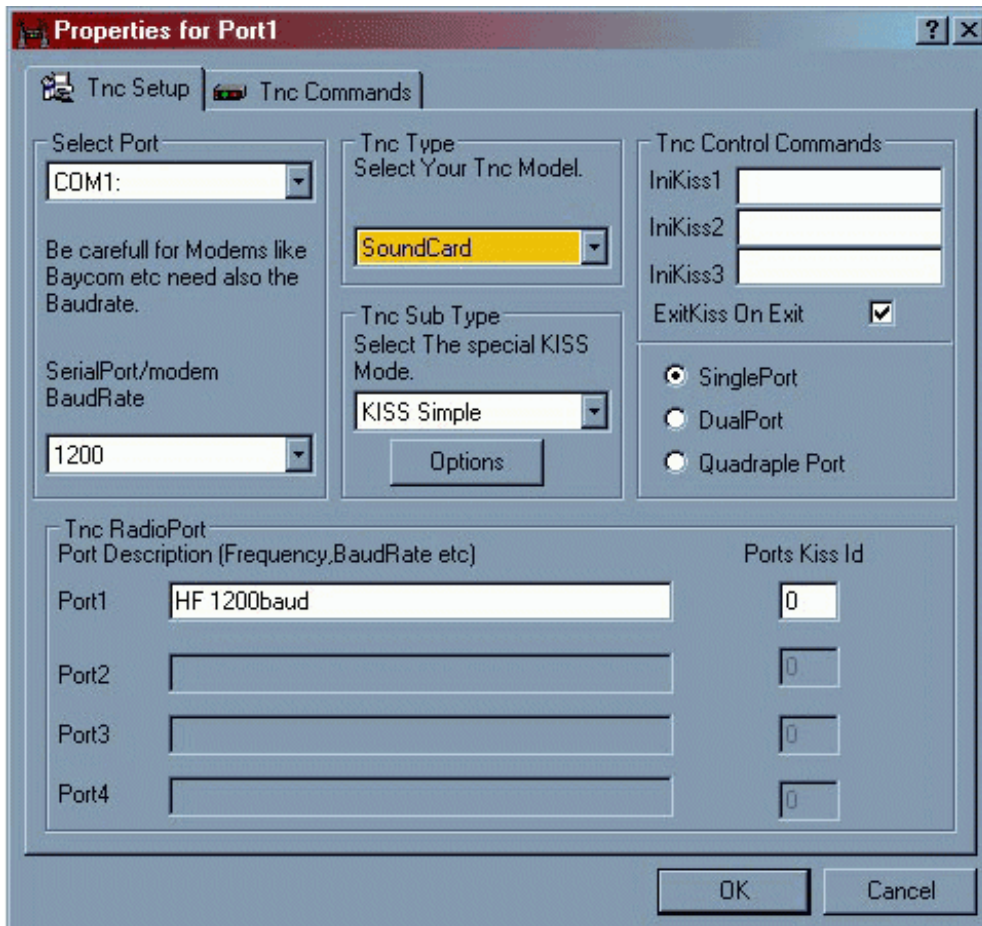 Properties for Port1
Tnc Setup
Tnc Commands
Select Port
COM1:
Be carefull for Modems like
Baycom etc need also the
Baudrate.
SerialPort/modem
BaudRate
1200
Tnc Type
Select Your Tnc Model.
SoundCard
Tnc Sub Type
Select The special KISS
Mode.
KISS Simple
Options
Tnc Control Commands
IniKiss1
IniKiss2
IniKiss3
ExitKiss On Exit
SinglePort
DualPort
Quadraple Port
Tnc RadioPort
Port Description (Frequency,BaudRate etc)
Ports Kiss Id
Port1
HF 1200baud
0
Port2
0
Port3
0
Port4
0
OK
Cancel